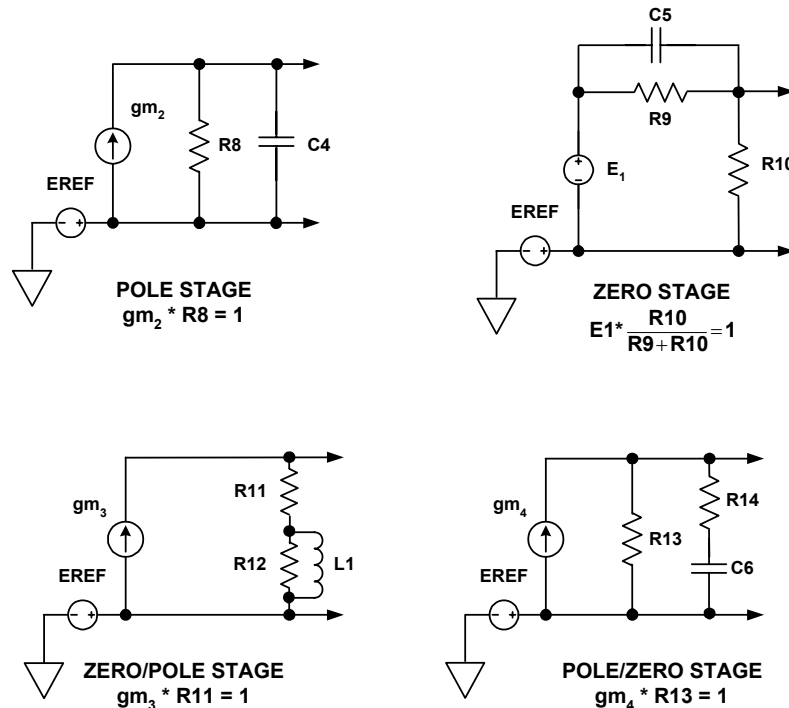 gm2
R8
C4
EREF
POLE STAGE
gm2 * R8 = 1
C5
R9
E1
R10
EREF
ZERO STAGE
E1* R10 / R9+R10 =1
gm3
R11
R12
L1
EREF
ZERO/POLE STAGE
gm3 * R11 = 1
gm4
R14
R13
C6
EREF
POLE/ZERO STAGE
gm4 * R13 = 1